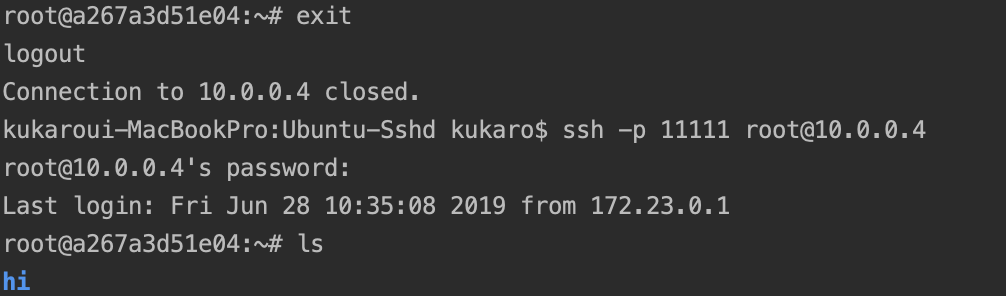 root@a267a3d51e04:~# exit
logout
Connection to 10.0.0.4 closed.
kukaroui-MacBookPro:Ubuntu-Sshd kukaro$ ssh -p 11111 root@10.0.0.4
root@10.0.0.4's password:
Last login: Fri Jun 28 10:35:08 2019 from 172.23.0.1
root@a267a3d51e04:~# ls
hi